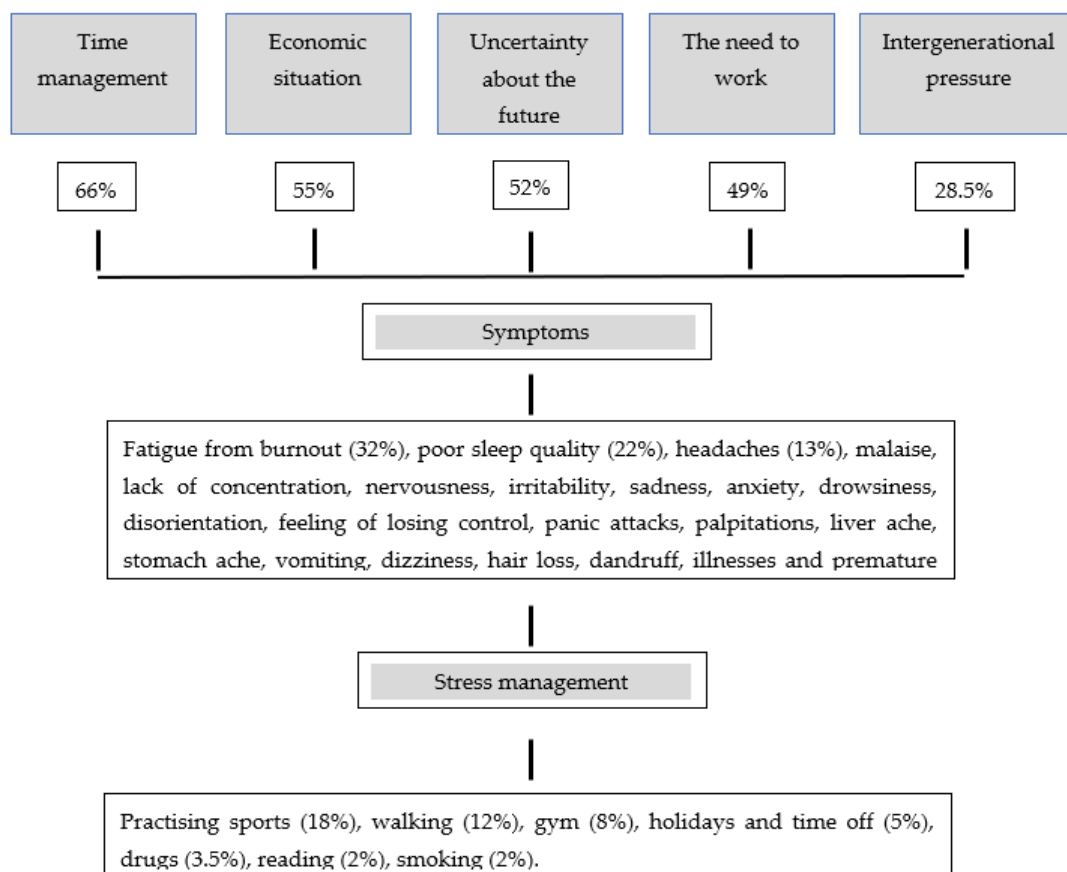 Time
management
Economic
situation
Uncertainty
about the
future
The need to
work
Intergenerational
pressure
66%
55%
52%
49%
28.5%
Symptoms
Fatigue from burnout (32%), poor sleep quality (22%), headaches (13%), malaise,
lack of concentration, nervousness, irritability, sadness, anxiety, drowsiness,
disorientation, feeling of losing control, panic attacks, palpitations, liver ache,
stomach ache, vomiting, dizziness, hair loss, dandruff, illnesses and premature
Stress management
Practising sports (18%), walking (12%), gym (8%), holidays and time off (5%),
drugs (3.5%), reading (2%), smoking (2%).